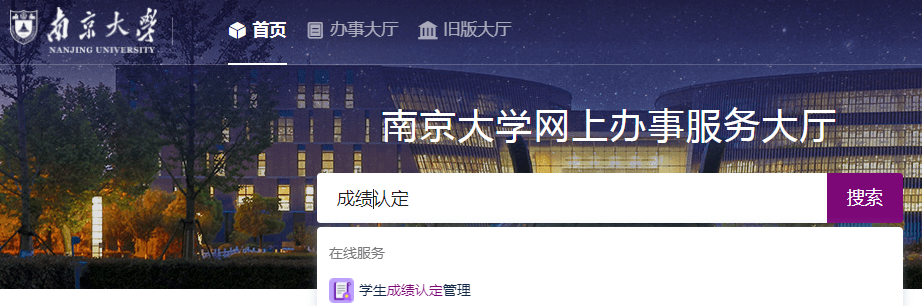 南京大学
NANJING UNIVERSITY
首页 办事大厅 旧版大厅
南京大学网上办事服务大厅
成绩认定 搜索
在线服务
学生成绩认定管理